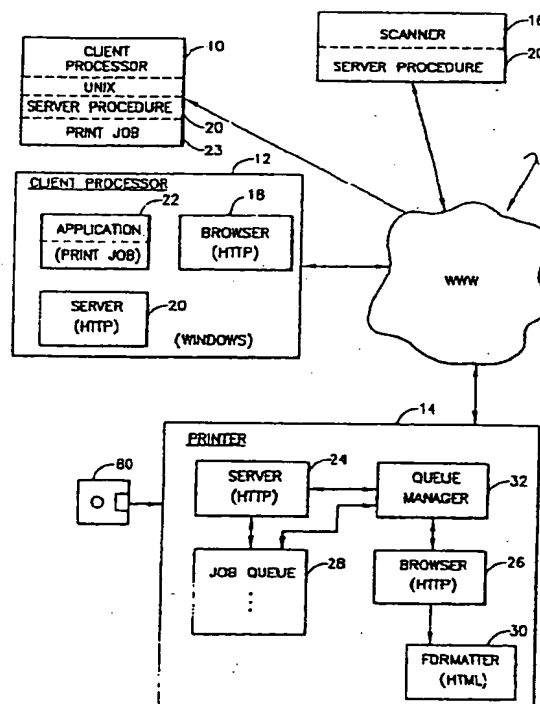 CLIENT
PROCESSOR
UNIX
SERVER PROCEDURE
PRINT JOB
10
20
23
SCANNER
SERVER PROCEDURE
16
20
12
CLIENT PROCESSOR
22
APPLICATION
(PRINT JOB)
18
BROWSER
(HTTP)
20
SERVER
(HTTP)
(WINDOWS)
WWW
14
PRINTER
80
24
SERVER
(HTTP)
32
QUEUE
MANAGER
28
JOB QUEUE
26
BROWSER
(HTTP)
30
FORMATTER
(HTML)